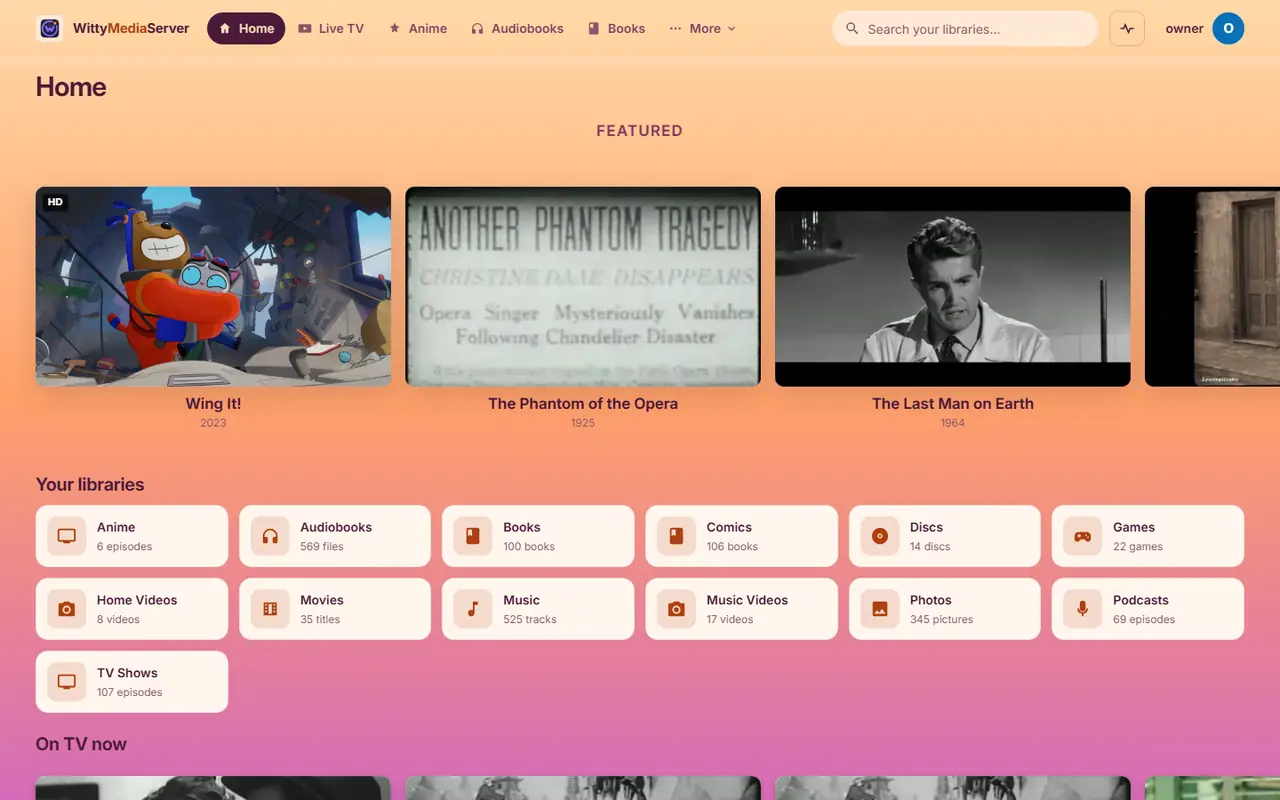 WittyMediaServer
Home
Live TV
Anime
Audiobooks
Books
More
Search your libraries...
owner
O
Home
FEATURED
HD
ANOTHER PHANTOM TRAGEDY
CHRISTINE DAAE DISAPPEARS
Opera Singer Mysteriously Vanishes
Following Chandelier Disaster
Wing It!
2023
The Phantom of the Opera
1925
The Last Man on Earth
1964
Your libraries
Anime
6 episodes
Audiobooks
569 files
Books
100 books
Comics
106 books
Discs
14 discs
Games
22 games
Home Videos
8 videos
Movies
35 titles
Music
525 tracks
Music Videos
17 videos
Photos
345 pictures
Podcasts
69 episodes
TV Shows
107 episodes
On TV now